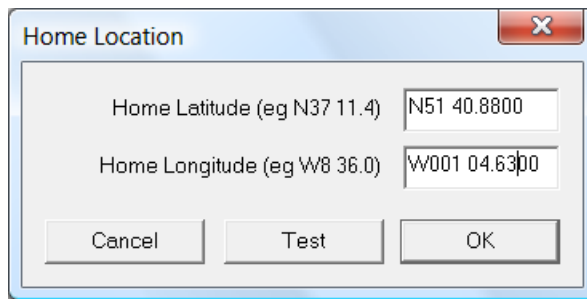 Home Location
Home Latitude (eg N37 11.4) N51 40.8800
Home Longitude (eg W8 36.0) W001 04.6300
Cancel Test OK